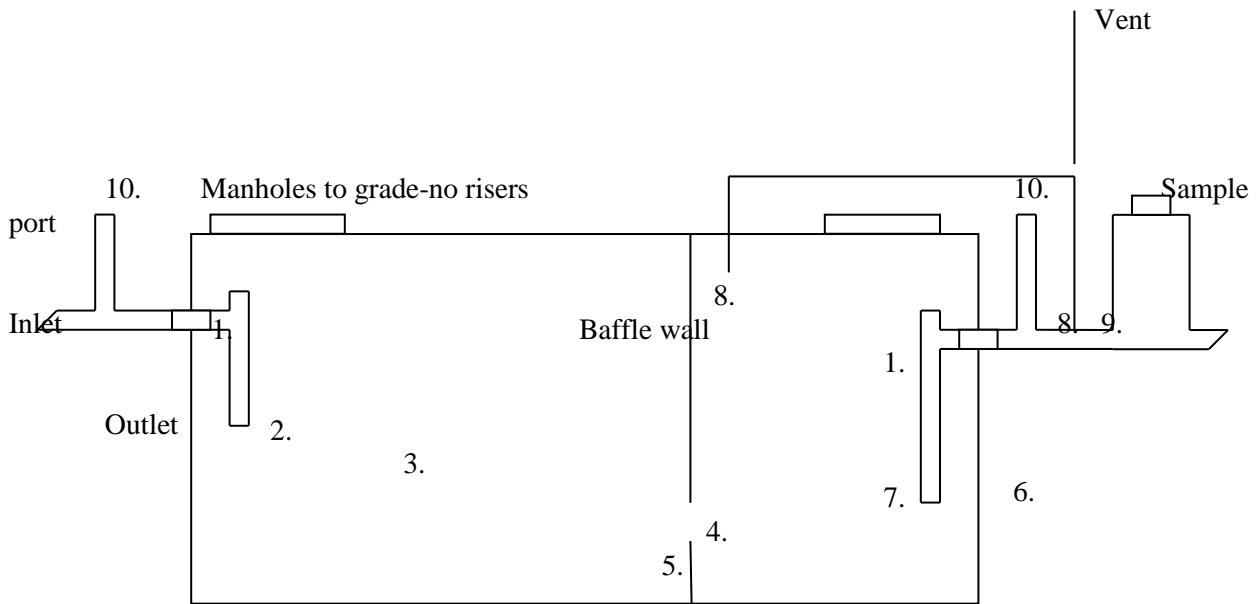 Vent
10. Manholes to grade-no risers 10. Sample
port
8.
Inlet 1. Baffle wall 8. 9.
1.
Outlet 2.
3.
7. 6.
4.
5.